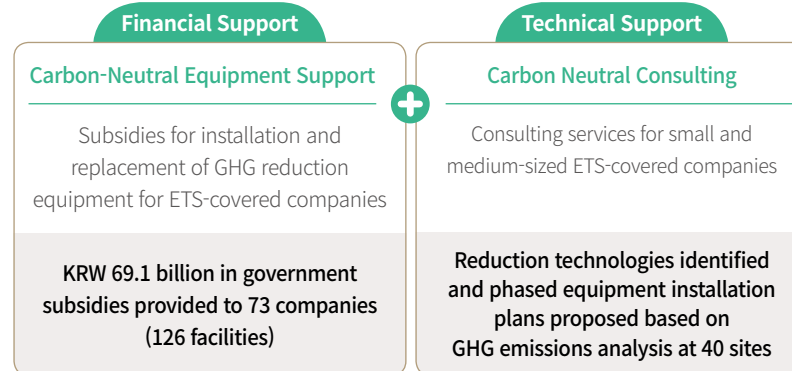 Financial Support
Carbon-Neutral Equipment Support
Subsidies for installation and
replacement of GHG reduction
equipment for ETS-covered companies
KRW 69.1 billion in government
subsidies provided to 73 companies
(126 facilities)
Technical Support
Carbon Neutral Consulting
Consulting services for small and
medium-sized ETS-covered companies
Reduction technologies identified
and phased equipment installation
plans proposed based on
GHG emissions analysis at 40 sites